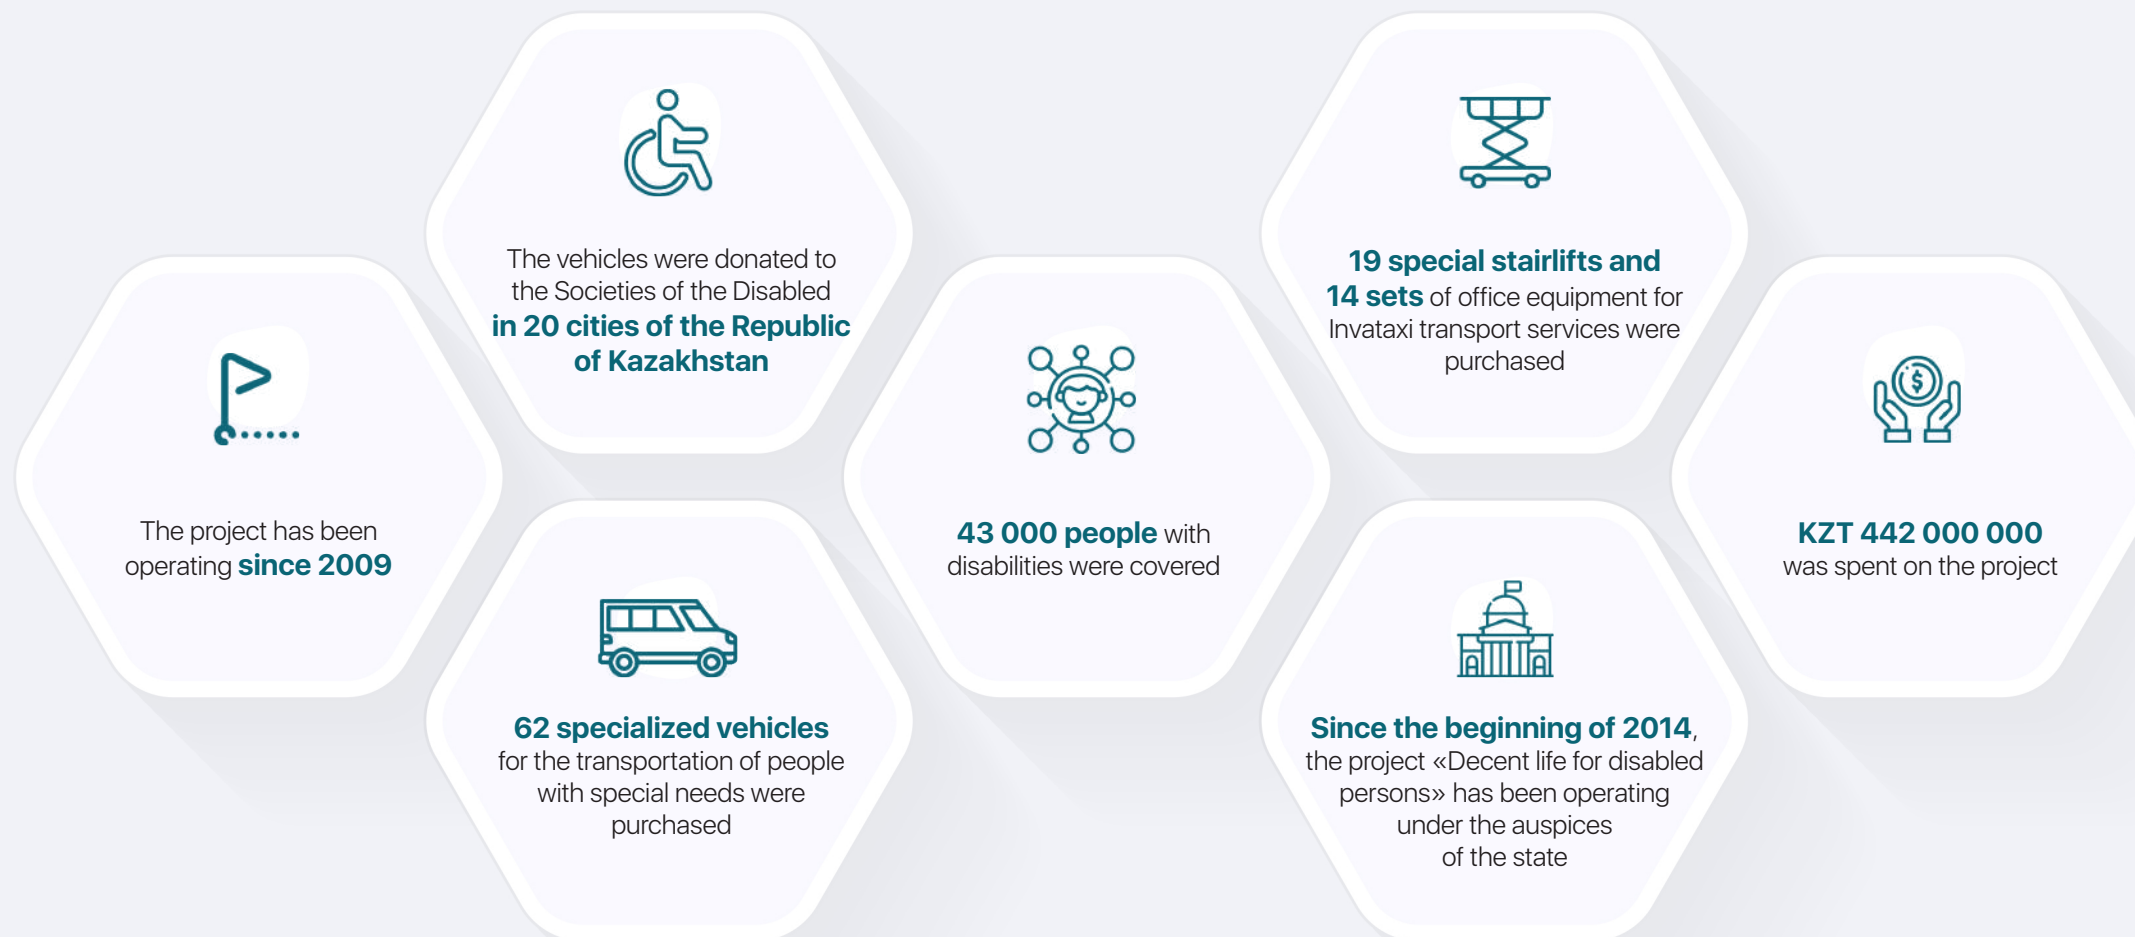 The project has been
operating since 2009
The vehicles were donated to
the Societies of the Disabled
in 20 cities of the Republic
of Kazakhstan
62 specialized vehicles
for the transportation of people
with special needs were
purchased
43 000 people with
disabilities were covered
19 special stairlifts and
14 sets of office equipment for
Invataxi transport services were
purchased
Since the beginning of 2014,
the project «Decent life for disabled
persons» has been operating
under the auspices
of the state
KZT 442 000 000
was spent on the project